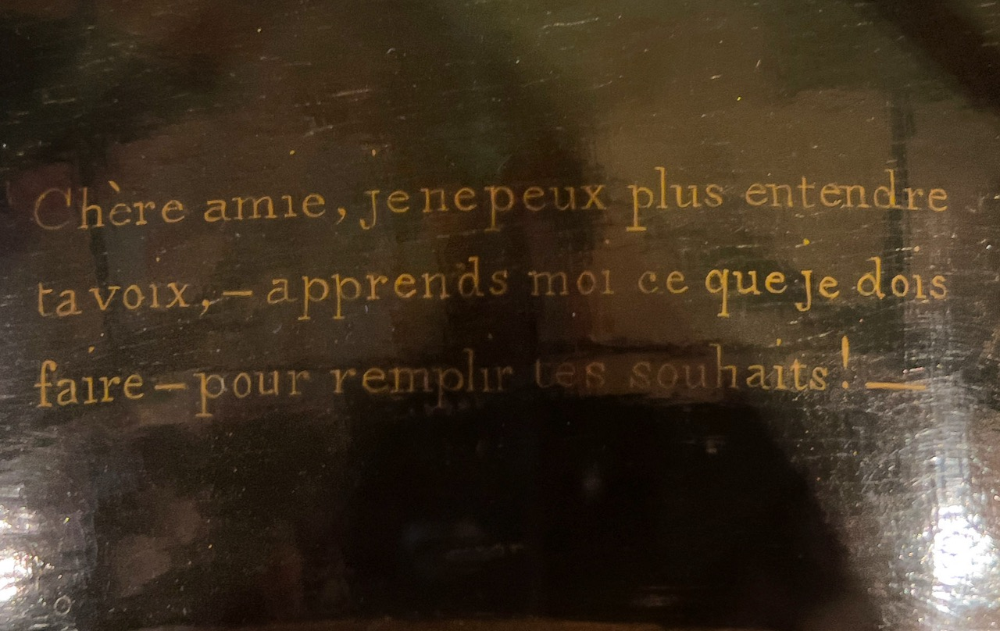 Chère amie, je ne peux plus entendre
ta voix, – apprends moi ce que je dois
faire – pour remplir tes souhaits! —